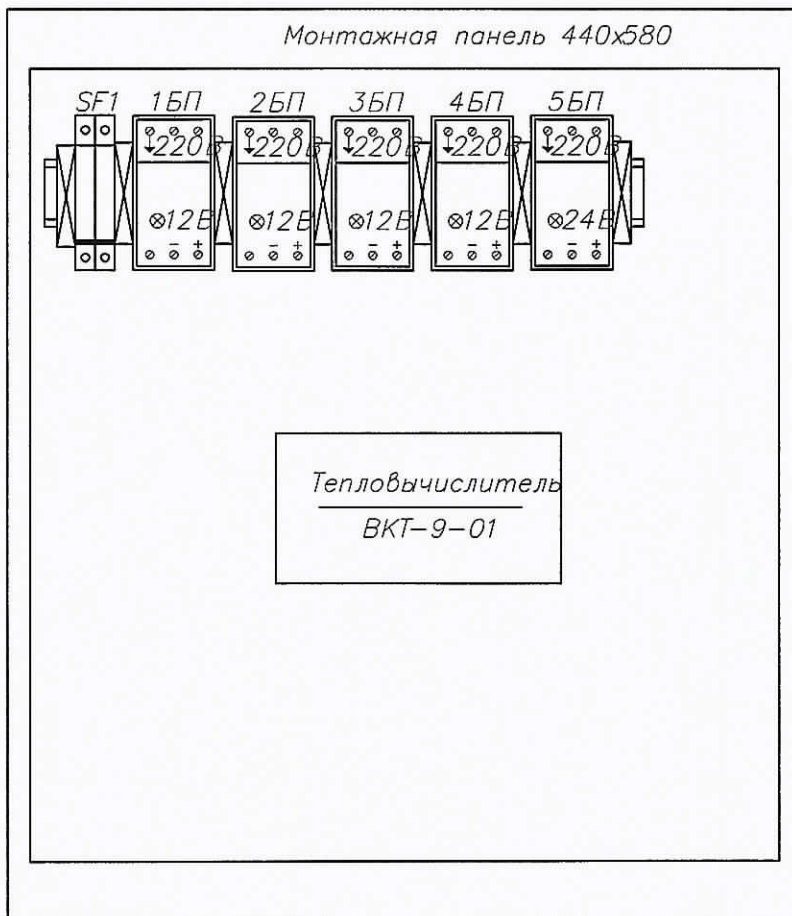 Монтажная панель 440х580
SF1 1БП 2БП 3БП 4БП 5БП
220В 220В 220В 220В 220В
12В 12В 12В 12В 24В
− + − + − + − + − +
Тепловычислитель
ВКТ-9-01